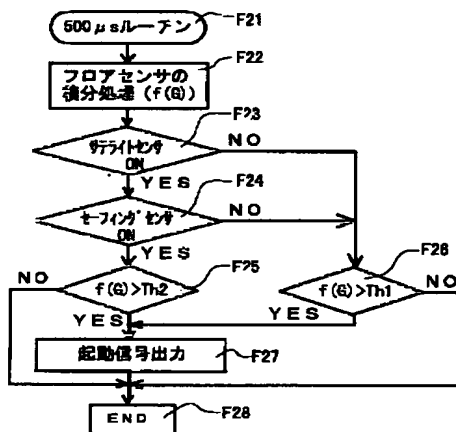 500μsルーチン
F21
フロアセンサの
積分処理 (f(G))
F22
サテライトセンサ
ON
F23
NO
YES
セーフィングセンサ
ON
F24
NO
YES
f(G)>Th2
F25
NO
YES
f(G)>Th1
F26
NO
YES
起動信号出力
F27
END
F28